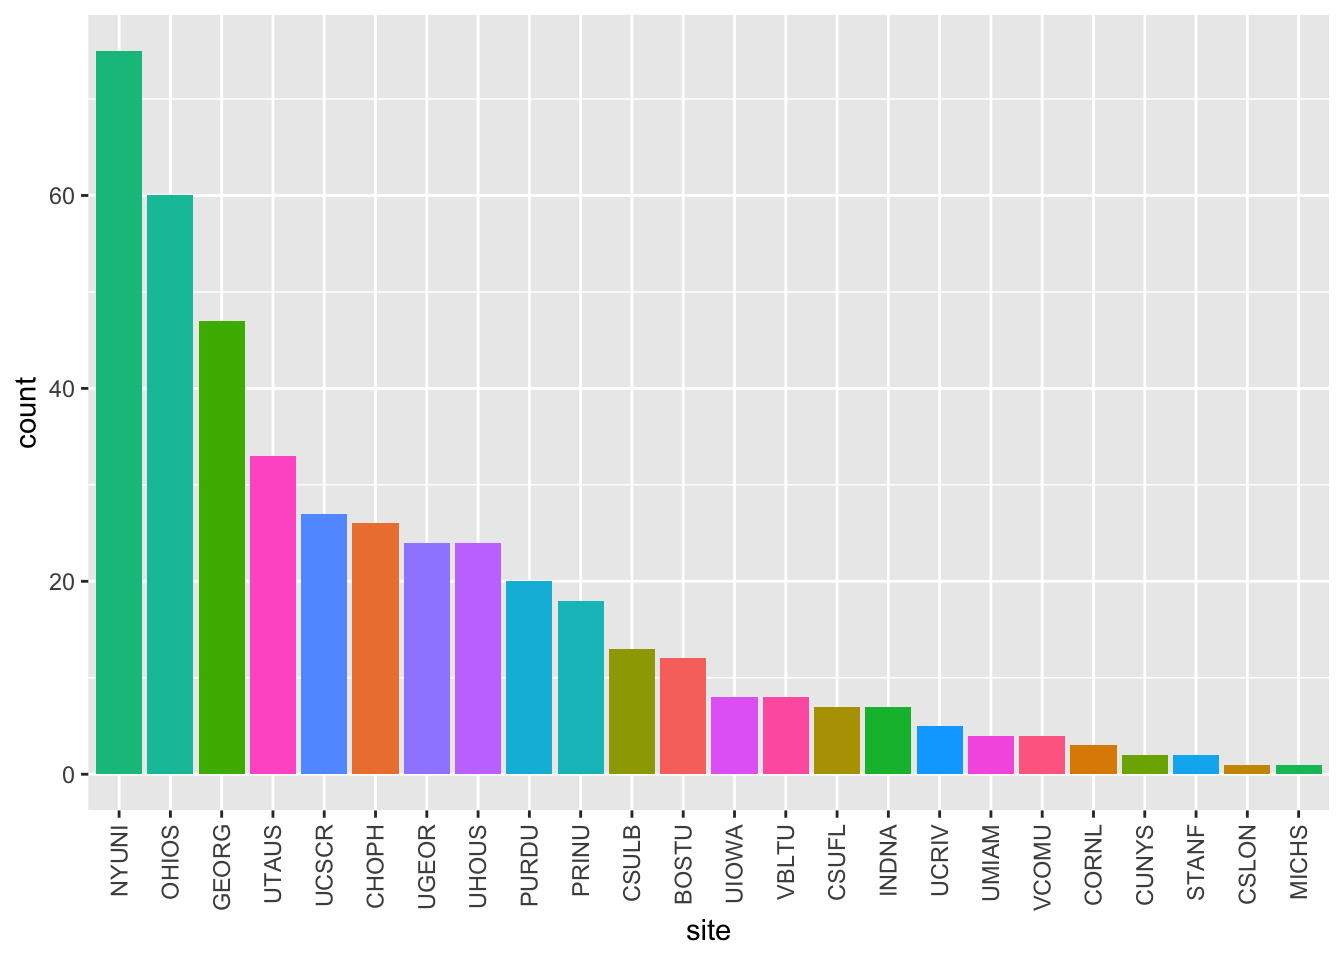 count
60
40
20
0
NYUNI
OHIOS
GEORG
UTAUS
UCSCR
CHOPH
UGEOR
UHOUS
PURDU
PRINU
CSULB
BOSTU
UIOWA
VBLTU
CSUFL
INDNA
UCRIV
UMIAM
VCOMU
CORNL
CUNYS
STANF
CSLON
MICHS
site